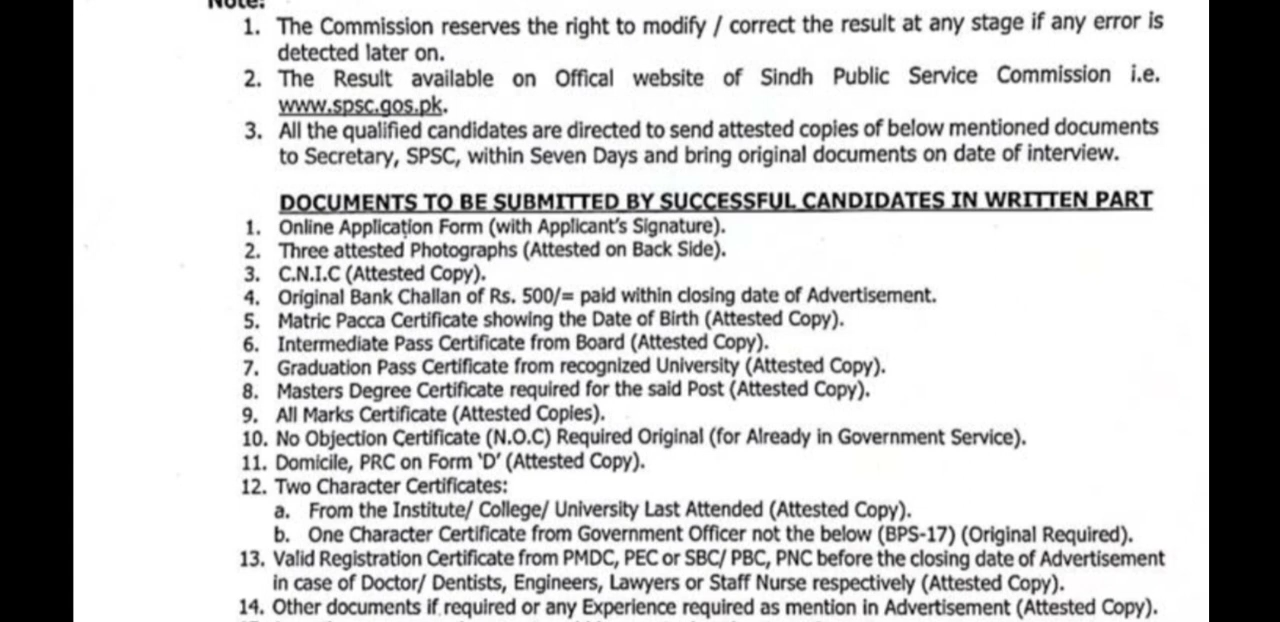 Note:
1. The Commission reserves the right to modify / correct the result at any stage if any error is
detected later on.
2. The Result available on Offical website of Sindh Public Service Commission i.e.
www.spsc.gos.pk.
3. All the qualified candidates are directed to send attested copies of below mentioned documents
to Secretary, SPSC, within Seven Days and bring original documents on date of interview.
DOCUMENTS TO BE SUBMITTED BY SUCCESSFUL CANDIDATES IN WRITTEN PART
1. Online Application Form (with Applicant's Signature).
2. Three attested Photographs (Attested on Back Side).
3. C.N.I.C (Attested Copy).
4. Original Bank Challan of Rs. 500/= paid within closing date of Advertisement.
5. Matric Pacca Certificate showing the Date of Birth (Attested Copy).
6. Intermediate Pass Certificate from Board (Attested Copy).
7. Graduation Pass Certificate from recognized University (Attested Copy).
8. Masters Degree Certificate required for the said Post (Attested Copy).
9. All Marks Certificate (Attested Copies).
10. No Objection Certificate (N.O.C) Required Original (for Already in Government Service).
11. Domicile, PRC on Form 'D' (Attested Copy).
12. Two Character Certificates:
a. From the Institute/ College/ University Last Attended (Attested Copy).
b. One Character Certificate from Government Officer not the below (BPS-17) (Original Required).
13. Valid Registration Certificate from PMDC, PEC or SBC/ PBC, PNC before the closing date of Advertisement
in case of Doctor/ Dentists, Engineers, Lawyers or Staff Nurse respectively (Attested Copy).
14. Other documents if required or any Experience required as mention in Advertisement (Attested Copy).